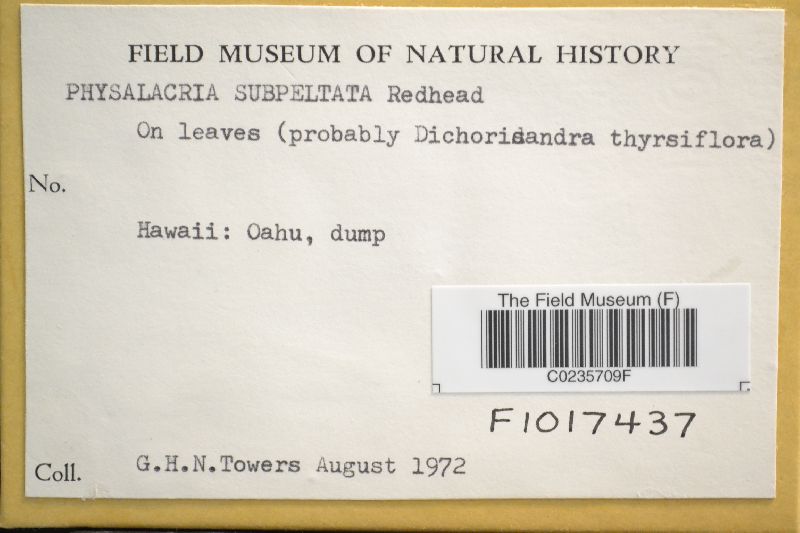 FIELD MUSEUM OF NATURAL HISTORY
PHYSALACRIA SUBPELTATA Redhead
On leaves (probably Dichorisandra thyrsiflora)
No.
Hawaii: Oahu, dump
The Field Museum (F)
C0235709F
F1017437
Coll. G.H.N.Towers August 1972